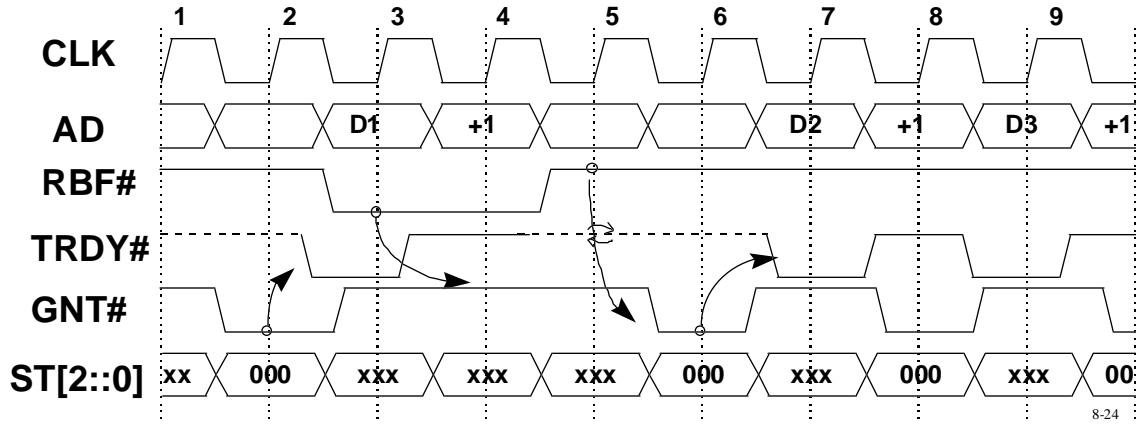 1 2 3 4 5 6 7 8 9
CLK
AD D1 +1 D2 +1 D3 +1
RBF#
TRDY#
GNT#
ST[2::0] xx 000 xxx xxx xxx 000 xxx 000 xxx 00
8-24